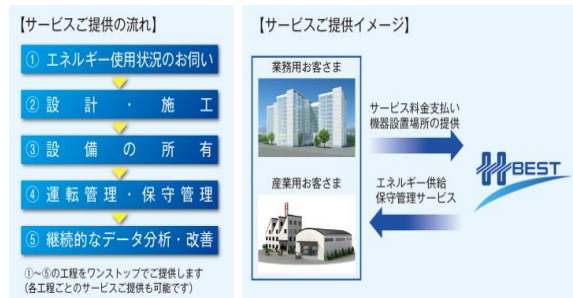 【サービスご提供の流れ】
① エネルギー使用状況のお伺い
② 設計・施工
③ 設備の所有
④ 運転管理・保守管理
⑤ 継続的なデータ分析・改善
①~⑤の工程をワンストップでご提供します
(各工程ごとのサービスご提供も可能です)
【サービスご提供イメージ】
業務用お客さま
産業用お客さま
サービス料金支払い
機器設置場所の提供
エネルギー供給
保守管理サービス
BEST